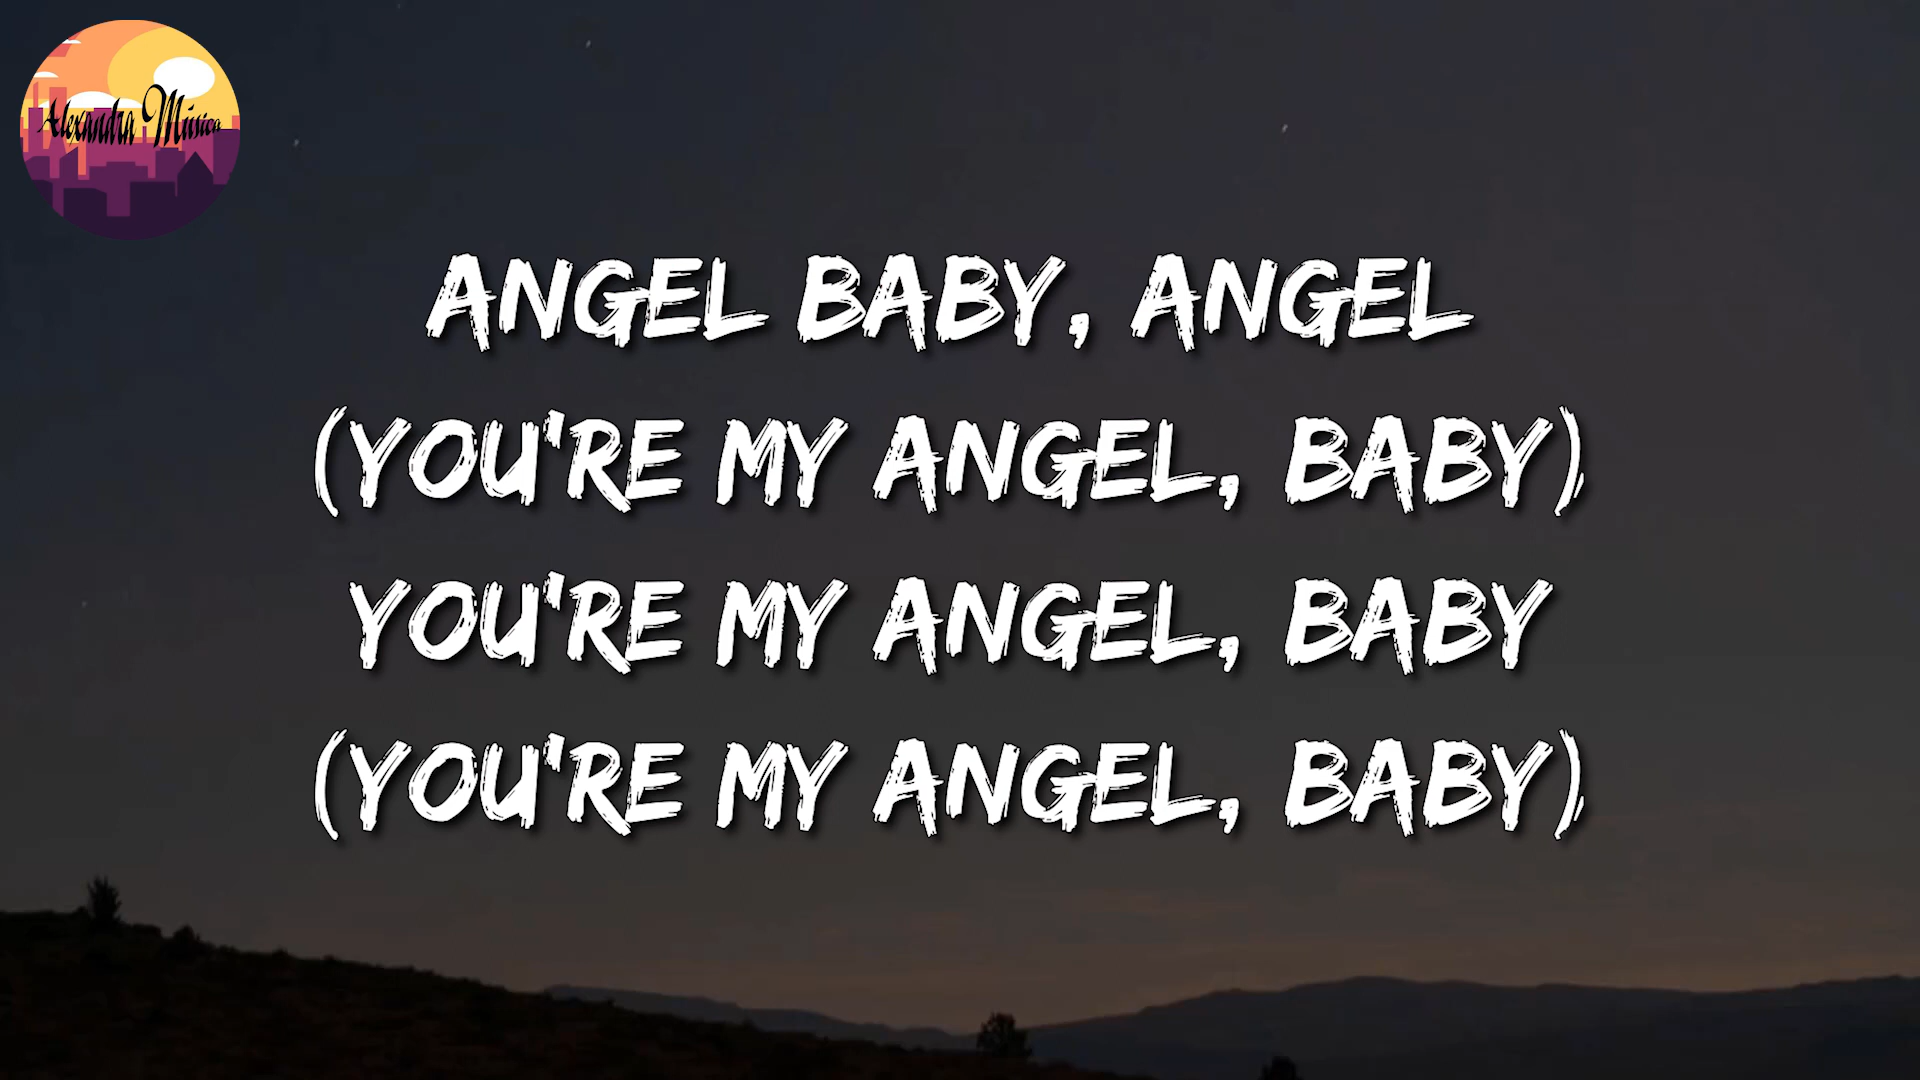 Alexandra Música
ANGEL BABY, ANGEL
(YOU'RE MY ANGEL, BABY)
YOU'RE MY ANGEL, BABY
(YOU'RE MY ANGEL, BABY)